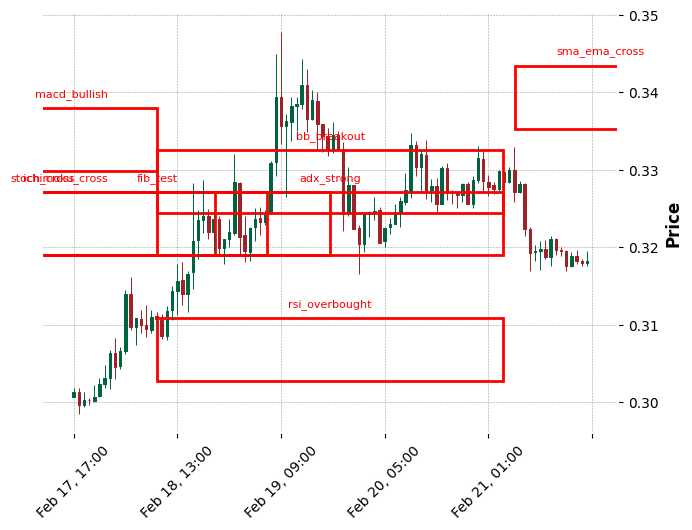 0.35
sma_ema_cross
0.34
macd_bullish
bb_breakout
0.33
fib_test
adx_strong
0.32
rsi_overbought
0.31
0.30
Price
Feb 17, 17:00
Feb 18, 13:00
Feb 19, 09:00
Feb 20, 05:00
Feb 21, 01:00